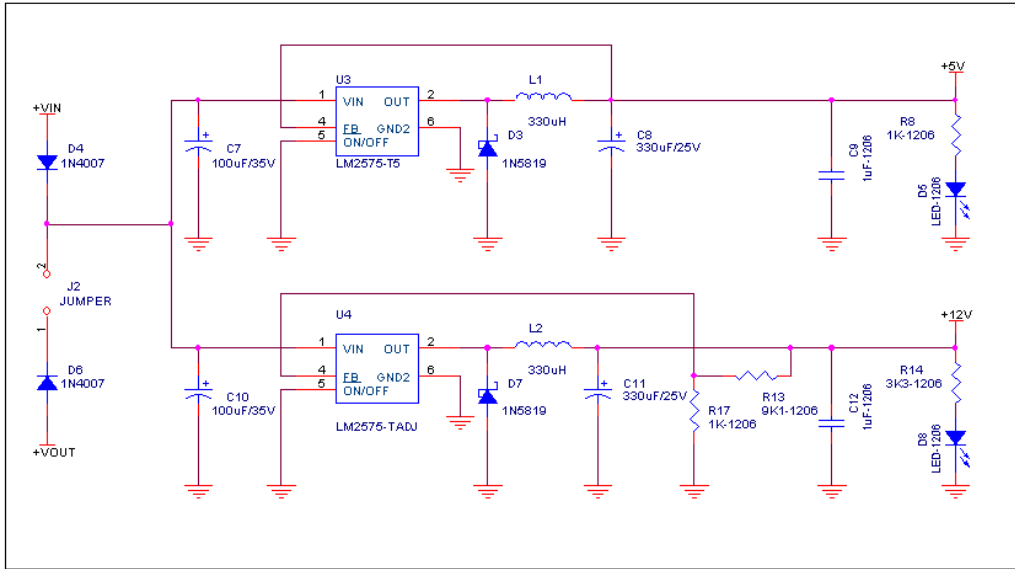 +5V
U3
L1
1 VIN OUT 2
330uH
4 FB GND2 6
5 ON/OFF
LM2575-T5
+VIN
D4
1N4007
C7
100uF/35V
D3
1N5819
C8
330uF/25V
C9
1uF-1206
R8
1K-1206
D5
LED-1206
2
J2
JUMPER
1
+12V
U4
L2
1 VIN OUT 2
330uH
4 FB GND2 6
5 ON/OFF
LM2575-TADJ
D6
1N4007
+VOUT
C10
100uF/35V
D7
1N5819
C11
330uF/25V
R17
1K-1206
R13
9K1-1206
C12
1uF-1206
R14
3K3-1206
D8
LED-1206